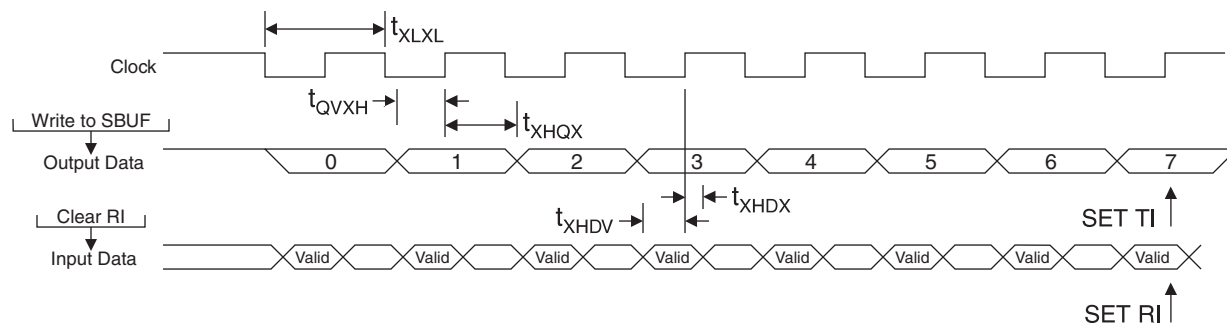 tXLXL
Clock
tQVXH
tXHQX
Write to SBUF
Output Data
0 1 2 3 4 5 6 7
tXHDX
tXHDV
SET TI
Clear RI
Input Data
Valid Valid Valid Valid Valid Valid Valid Valid
SET RI